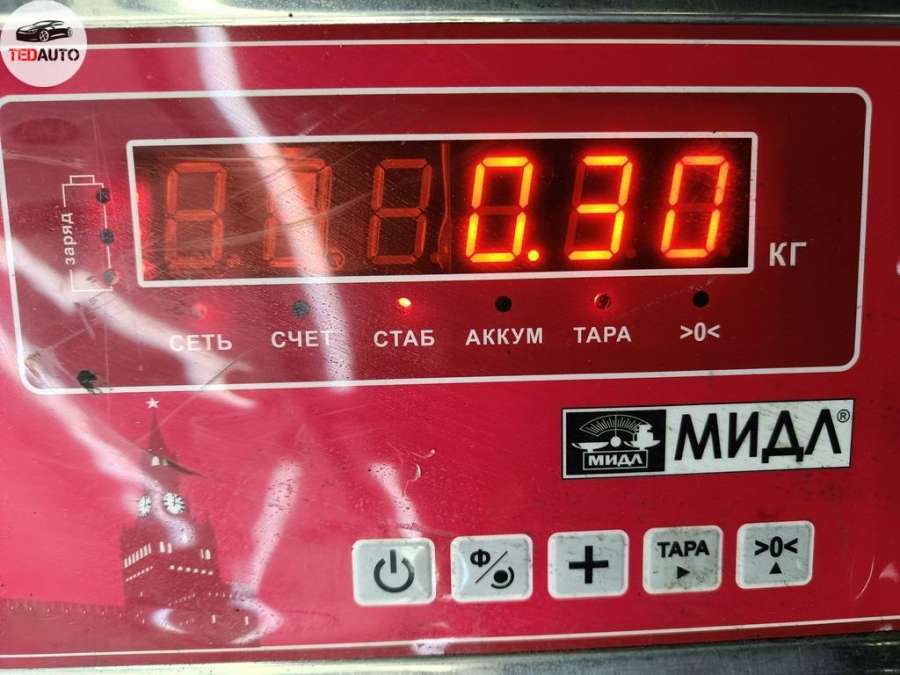 TEDAUTO
заряд
0.30
КГ
СЕТЬ СЧЕТ СТАБ АККУМ ТАРА >0<
МИДЛ МИДЛ®
Ф ТАРА >0<